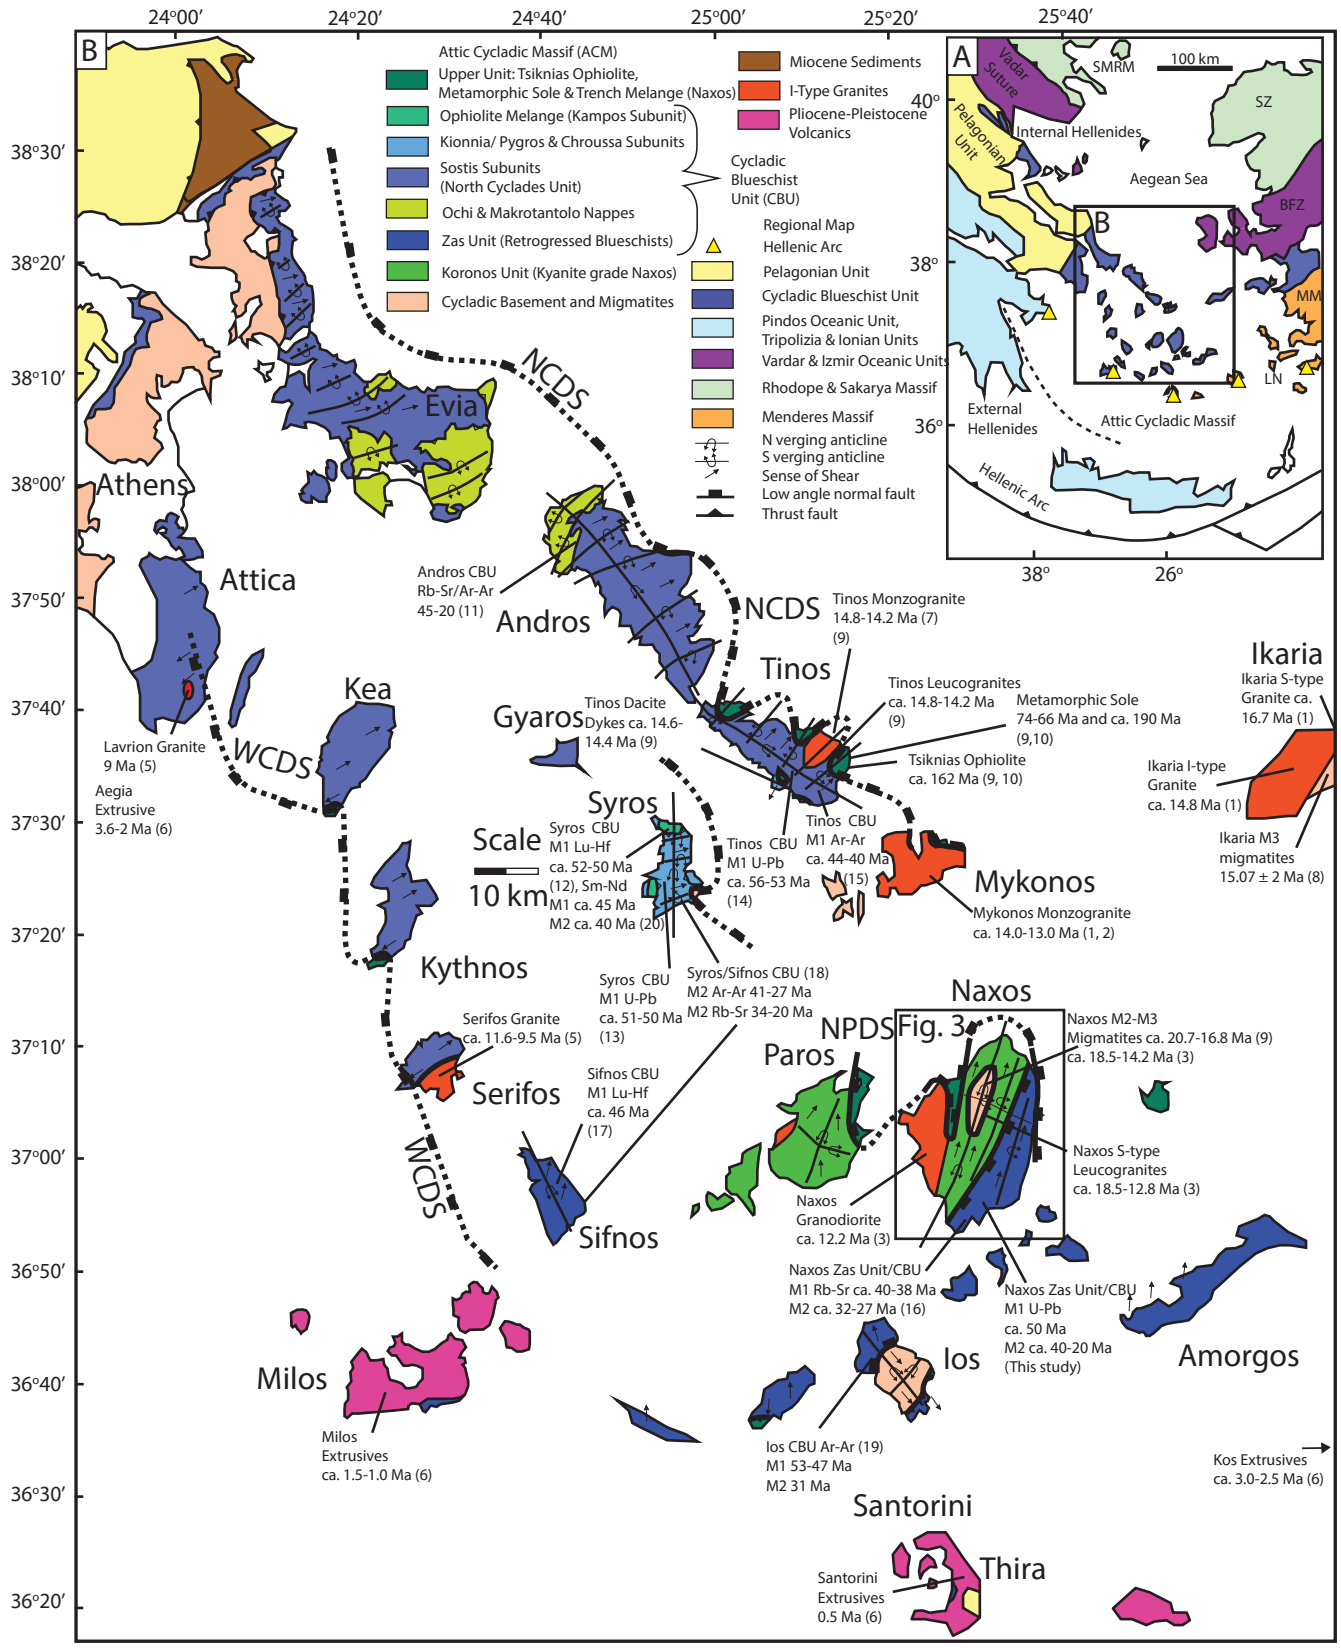 24°00′ 24°20′ 24°40′ 25°00′ 25°20′ 25°40′
B
Attic Cycladic Massif (ACM)
Upper Unit: Tsiknias Ophiolite,
Metamorphic Sole & Trench Melange (Naxos)
Ophiolite Melange (Kampos Subunit)
Kionnia/ Pygros & Chroussa Subunits
Sostis Subunits
(North Cyclades Unit)
Ochi & Makrotantolo Nappes
Zas Unit (Retrogressed Blueschists)
Koronos Unit (Kyanite grade Naxos)
Cycladic Basement and Migmatites
Cycladic
Blueschist
Unit (CBU)
Miocene Sediments
I-Type Granites
Pliocene-Pleistocene
Volcanics
Regional Map
Hellenic Arc
Pelagonian Unit
Cycladic Blueschist Unit
Pindos Oceanic Unit,
Tripolizia & Ionian Units
Vardar & Izmir Oceanic Units
Rhodope & Sakarya Massif
Menderes Massif
N verging anticline
S verging anticline
Sense of Shear
Low angle normal fault
Thrust fault
A
Vadar
Suture
SMRM
100 km
SZ
40°
Pelagonian
Unit
Internal Hellenides
Aegean Sea
BFZ
B
38°
MM
LN
External
Hellenides
Attic Cycladic Massif
36°
Hellenic Arc
38° 26°
38°30′
38°20′
38°10′
38°00′
37°50′
37°40′
37°30′
37°20′
37°10′
37°00′
36°50′
36°40′
36°30′
36°20′
NCDS
Evia
Athens
Attica
Andros CBU
Rb-Sr/Ar-Ar
45-20 (11)
Andros
NCDS
Tinos Monzogranite
14.8-14.2 Ma (7)
(9)
Tinos
Tinos Leucogranites
ca. 14.8-14.2 Ma
(9)
Metamorphic Sole
74-66 Ma and ca. 190 Ma
(9,10)
Tsiknias Ophiolite
ca. 162 Ma (9, 10)
Ikaria
Ikaria S-type
Granite ca.
16.7 Ma (1)
Ikaria I-type
Granite
ca. 14.8 Ma (1)
Ikaria M3
migmatites
15.07 ± 2 Ma (8)
Kea
Gyaros
Tinos Dacite
Dykes ca. 14.6-
14.4 Ma (9)
Lavrion Granite
9 Ma (5)
WCDS
Aegia
Extrusive
3.6-2 Ma (6)
Syros
Scale
10 km
Syros CBU
M1 Lu-Hf
ca. 52-50 Ma
(12), Sm-Nd
M1 ca. 45 Ma
M2 ca. 40 Ma (20)
Tinos CBU
M1 U-Pb
ca. 56-53 Ma
(14)
Tinos CBU
M1 Ar-Ar
ca. 44-40 Ma
(15)
Mykonos
Mykonos Monzogranite
ca. 14.0-13.0 Ma (1, 2)
Kythnos
Syros CBU
M1 U-Pb
ca. 51-50 Ma
(13)
Syros/Sifnos CBU (18)
M2 Ar-Ar 41-27 Ma
M2 Rb-Sr 34-20 Ma
Serifos Granite
ca. 11.6-9.5 Ma (5)
Serifos
Sifnos CBU
M1 Lu-Hf
ca. 46 Ma
(17)
WCDS
Sifnos
Naxos
NPDS
Fig. 3
Paros
Naxos M2-M3
Migmatites ca. 20.7-16.8 Ma (9)
ca. 18.5-14.2 Ma (3)
Naxos S-type
Leucogranites
ca. 18.5-12.8 Ma (3)
Naxos
Granodiorite
ca. 12.2 Ma (3)
Naxos Zas Unit/CBU
M1 Rb-Sr ca. 40-38 Ma
M2 ca. 32-27 Ma (16)
Naxos Zas Unit/CBU
M1 U-Pb
ca. 50 Ma
M2 ca. 40-20 Ma
(This study)
Amorgos
Ios
Milos
Milos
Extrusives
ca. 1.5-1.0 Ma (6)
Ios CBU Ar-Ar (19)
M1 53-47 Ma
M2 31 Ma
Kos Extrusives
ca. 3.0-2.5 Ma (6)
Santorini
Thira
Santorini
Extrusives
0.5 Ma (6)